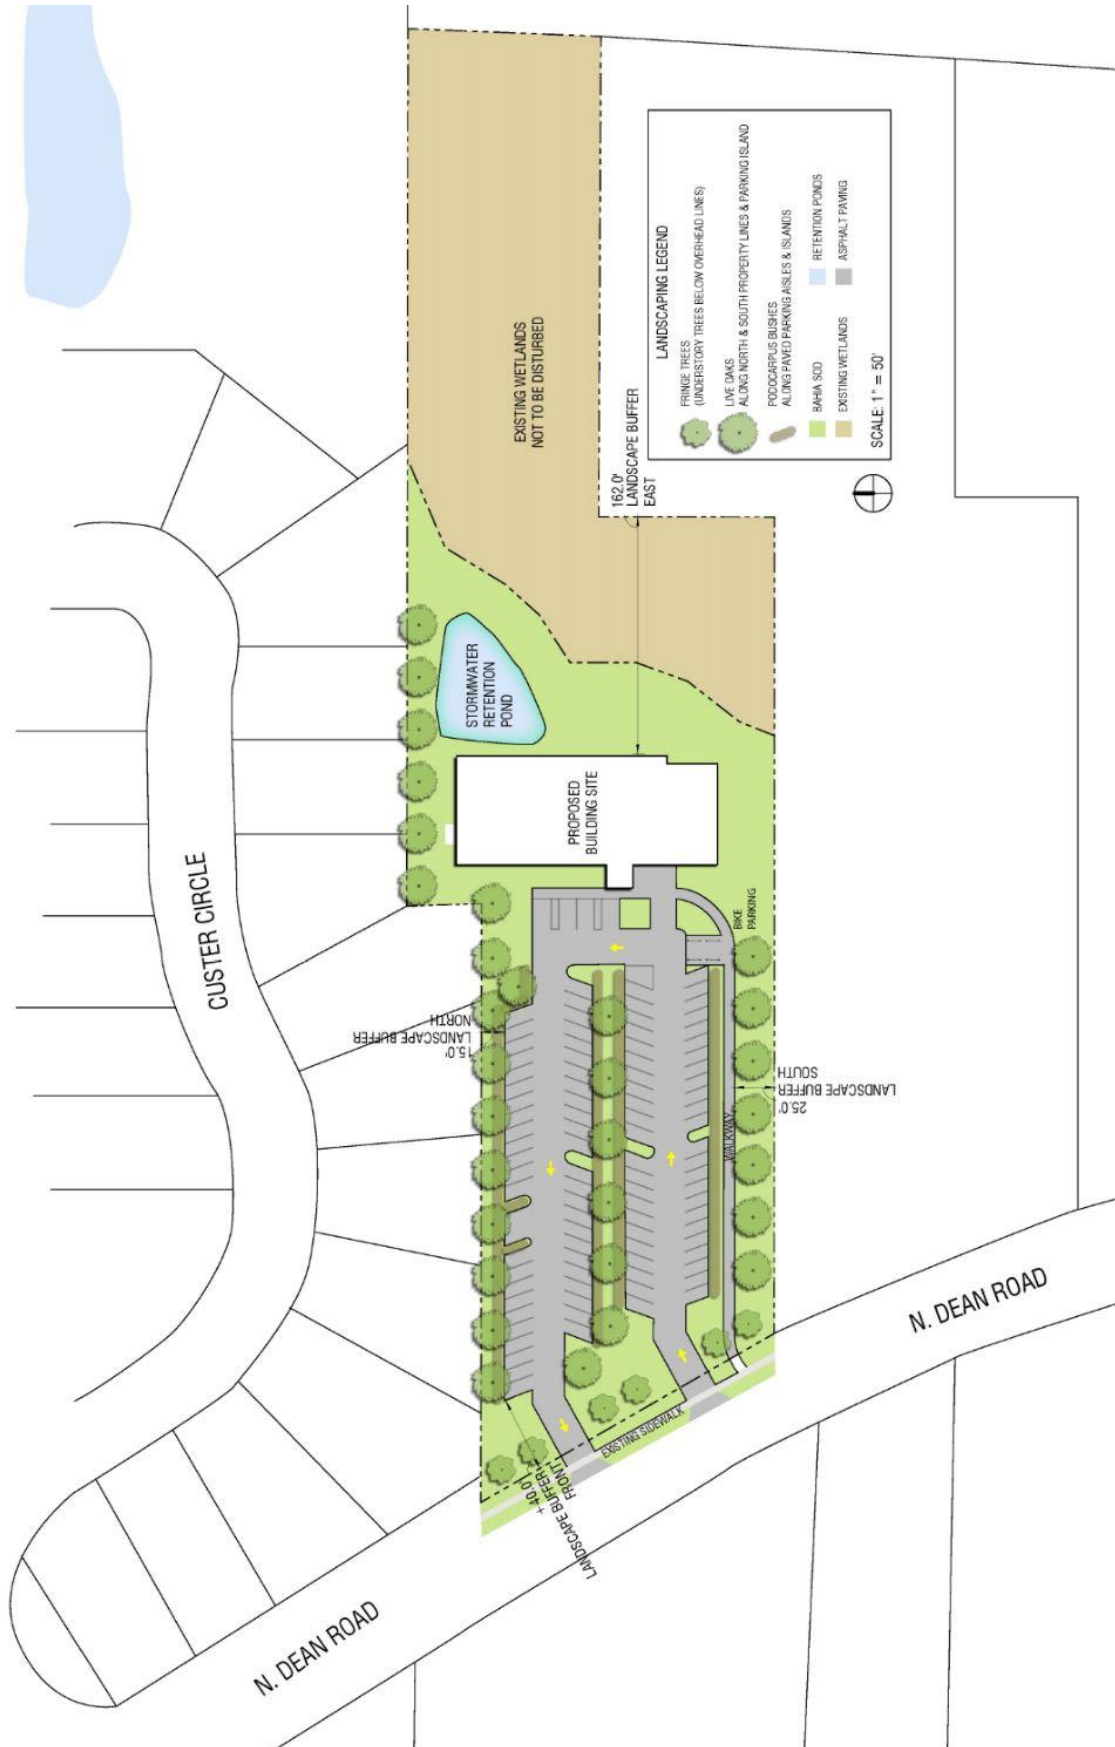 EXISTING WETLANDS
NOT TO BE DISTURBED
162.0'
LANDSCAPE BUFFER
EAST
LANDSCAPING LEGEND
FRINGE TREES
(UNDERSTORY TREES BELOW OVERHEAD LINES)
LIVE OAKS
ALONG NORTH & SOUTH PROPERTY LINES & PARKING ISLAND
PODOCARPUS BUSHES
ALONG PAVED PARKING AISLES & ISLANDS
BAHIA SOD
RETENTION PONDS
EXISTING WETLANDS
ASPHALT PAVING
SCALE: 1" = 50'
STORMWATER
RETENTION
POND
PROPOSED
BUILDING SITE
CUSTER CIRCLE
BIKE
PARKING
15.0'
LANDSCAPE BUFFER
NORTH
25.0'
LANDSCAPE BUFFER
SOUTH
WALKWAY
EXISTING SIDEWALK
± 40.0'
LANDSCAPE BUFFER
FRONT
N. DEAN ROAD
N. DEAN ROAD